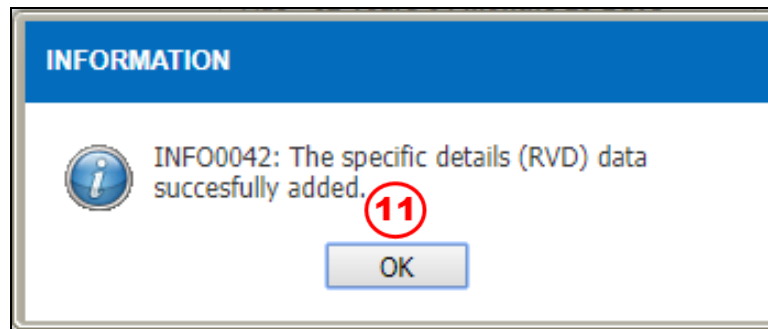 INFORMATION
INFO0042: The specific details (RVD) data
succesfully added.
11
OK